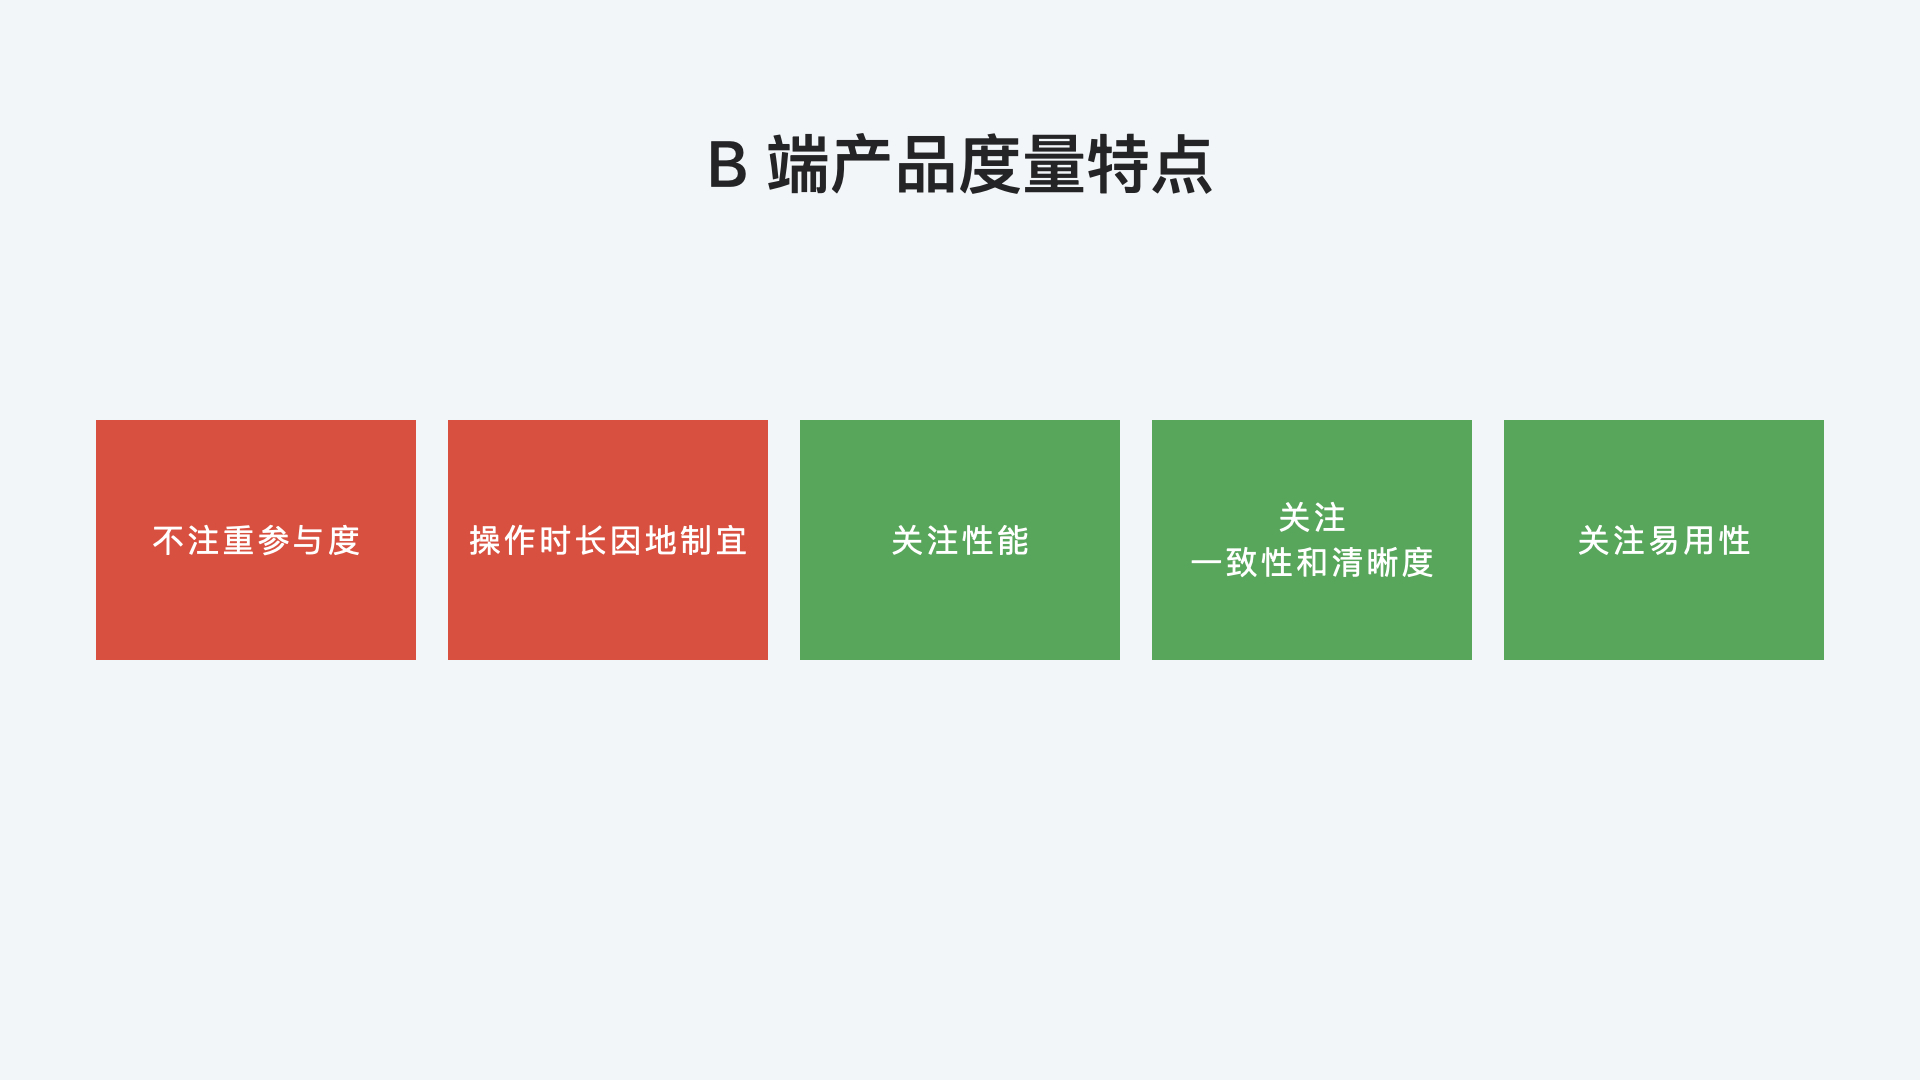 B 端产品度量特点
不注重参与度
操作时长因地制宜
关注性能
关注
一致性和清晰度
关注易用性